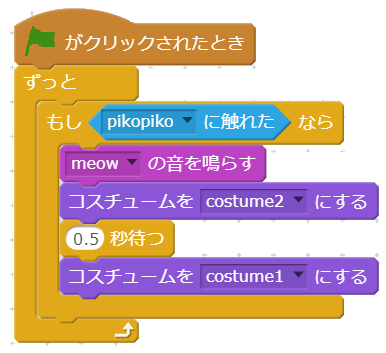 がクリックされたとき
ずっと
もし pikopiko に触れた なら
meow の音を鳴らす
コスチュームを costume2 にする
0.5 秒待つ
コスチュームを costume1 にする